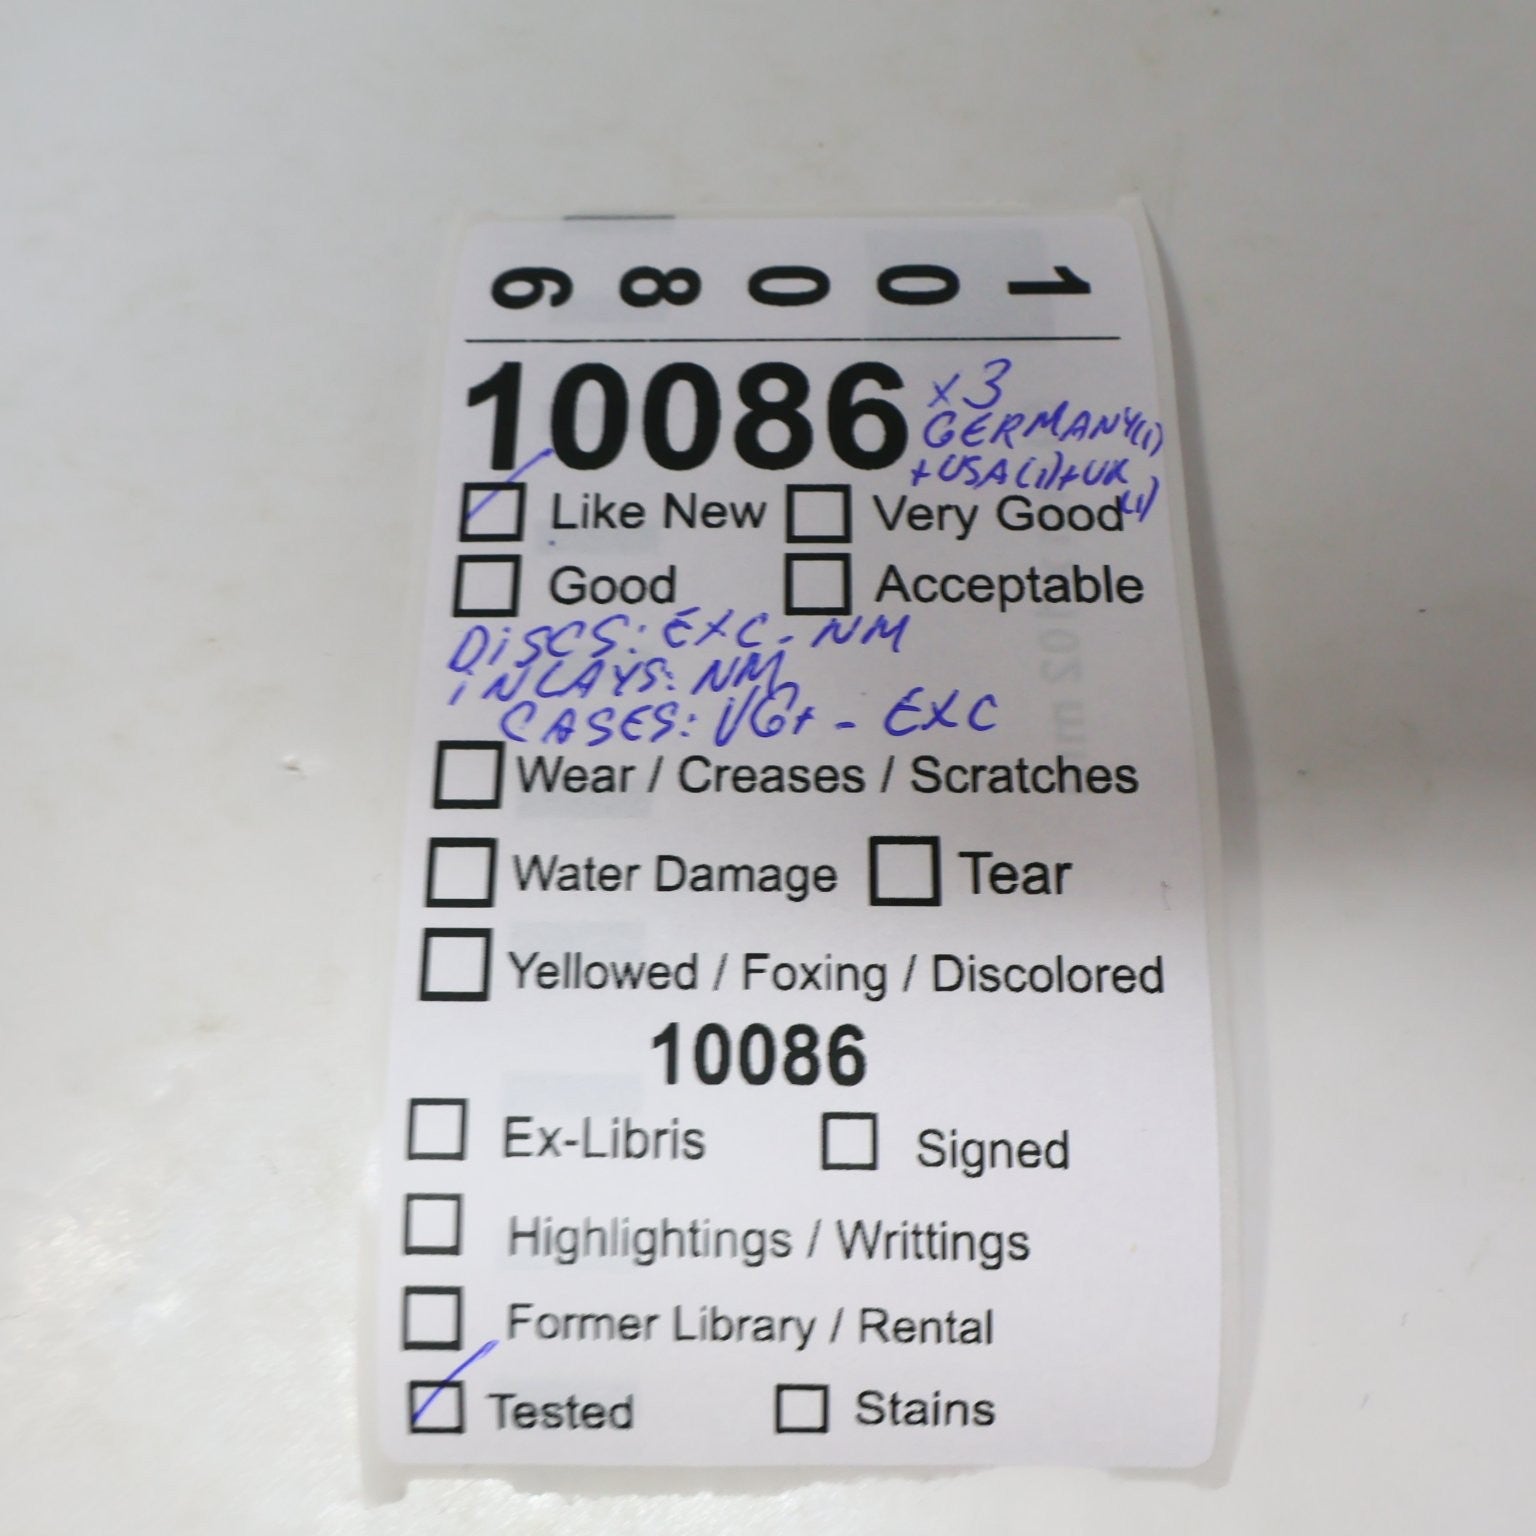 10086
10086 x3
GERMANY(1)
+USA(1)+UK
(1)
Like New Very Good
Good Acceptable
DiSCS: EXC - NM
iNLAYS: NM
CASES: VG+ - EXC
Wear / Creases / Scratches
Water Damage Tear
Yellowed / Foxing / Discolored
10086
Ex-Libris Signed
Highlightings / Writtings
Former Library / Rental
Tested Stains